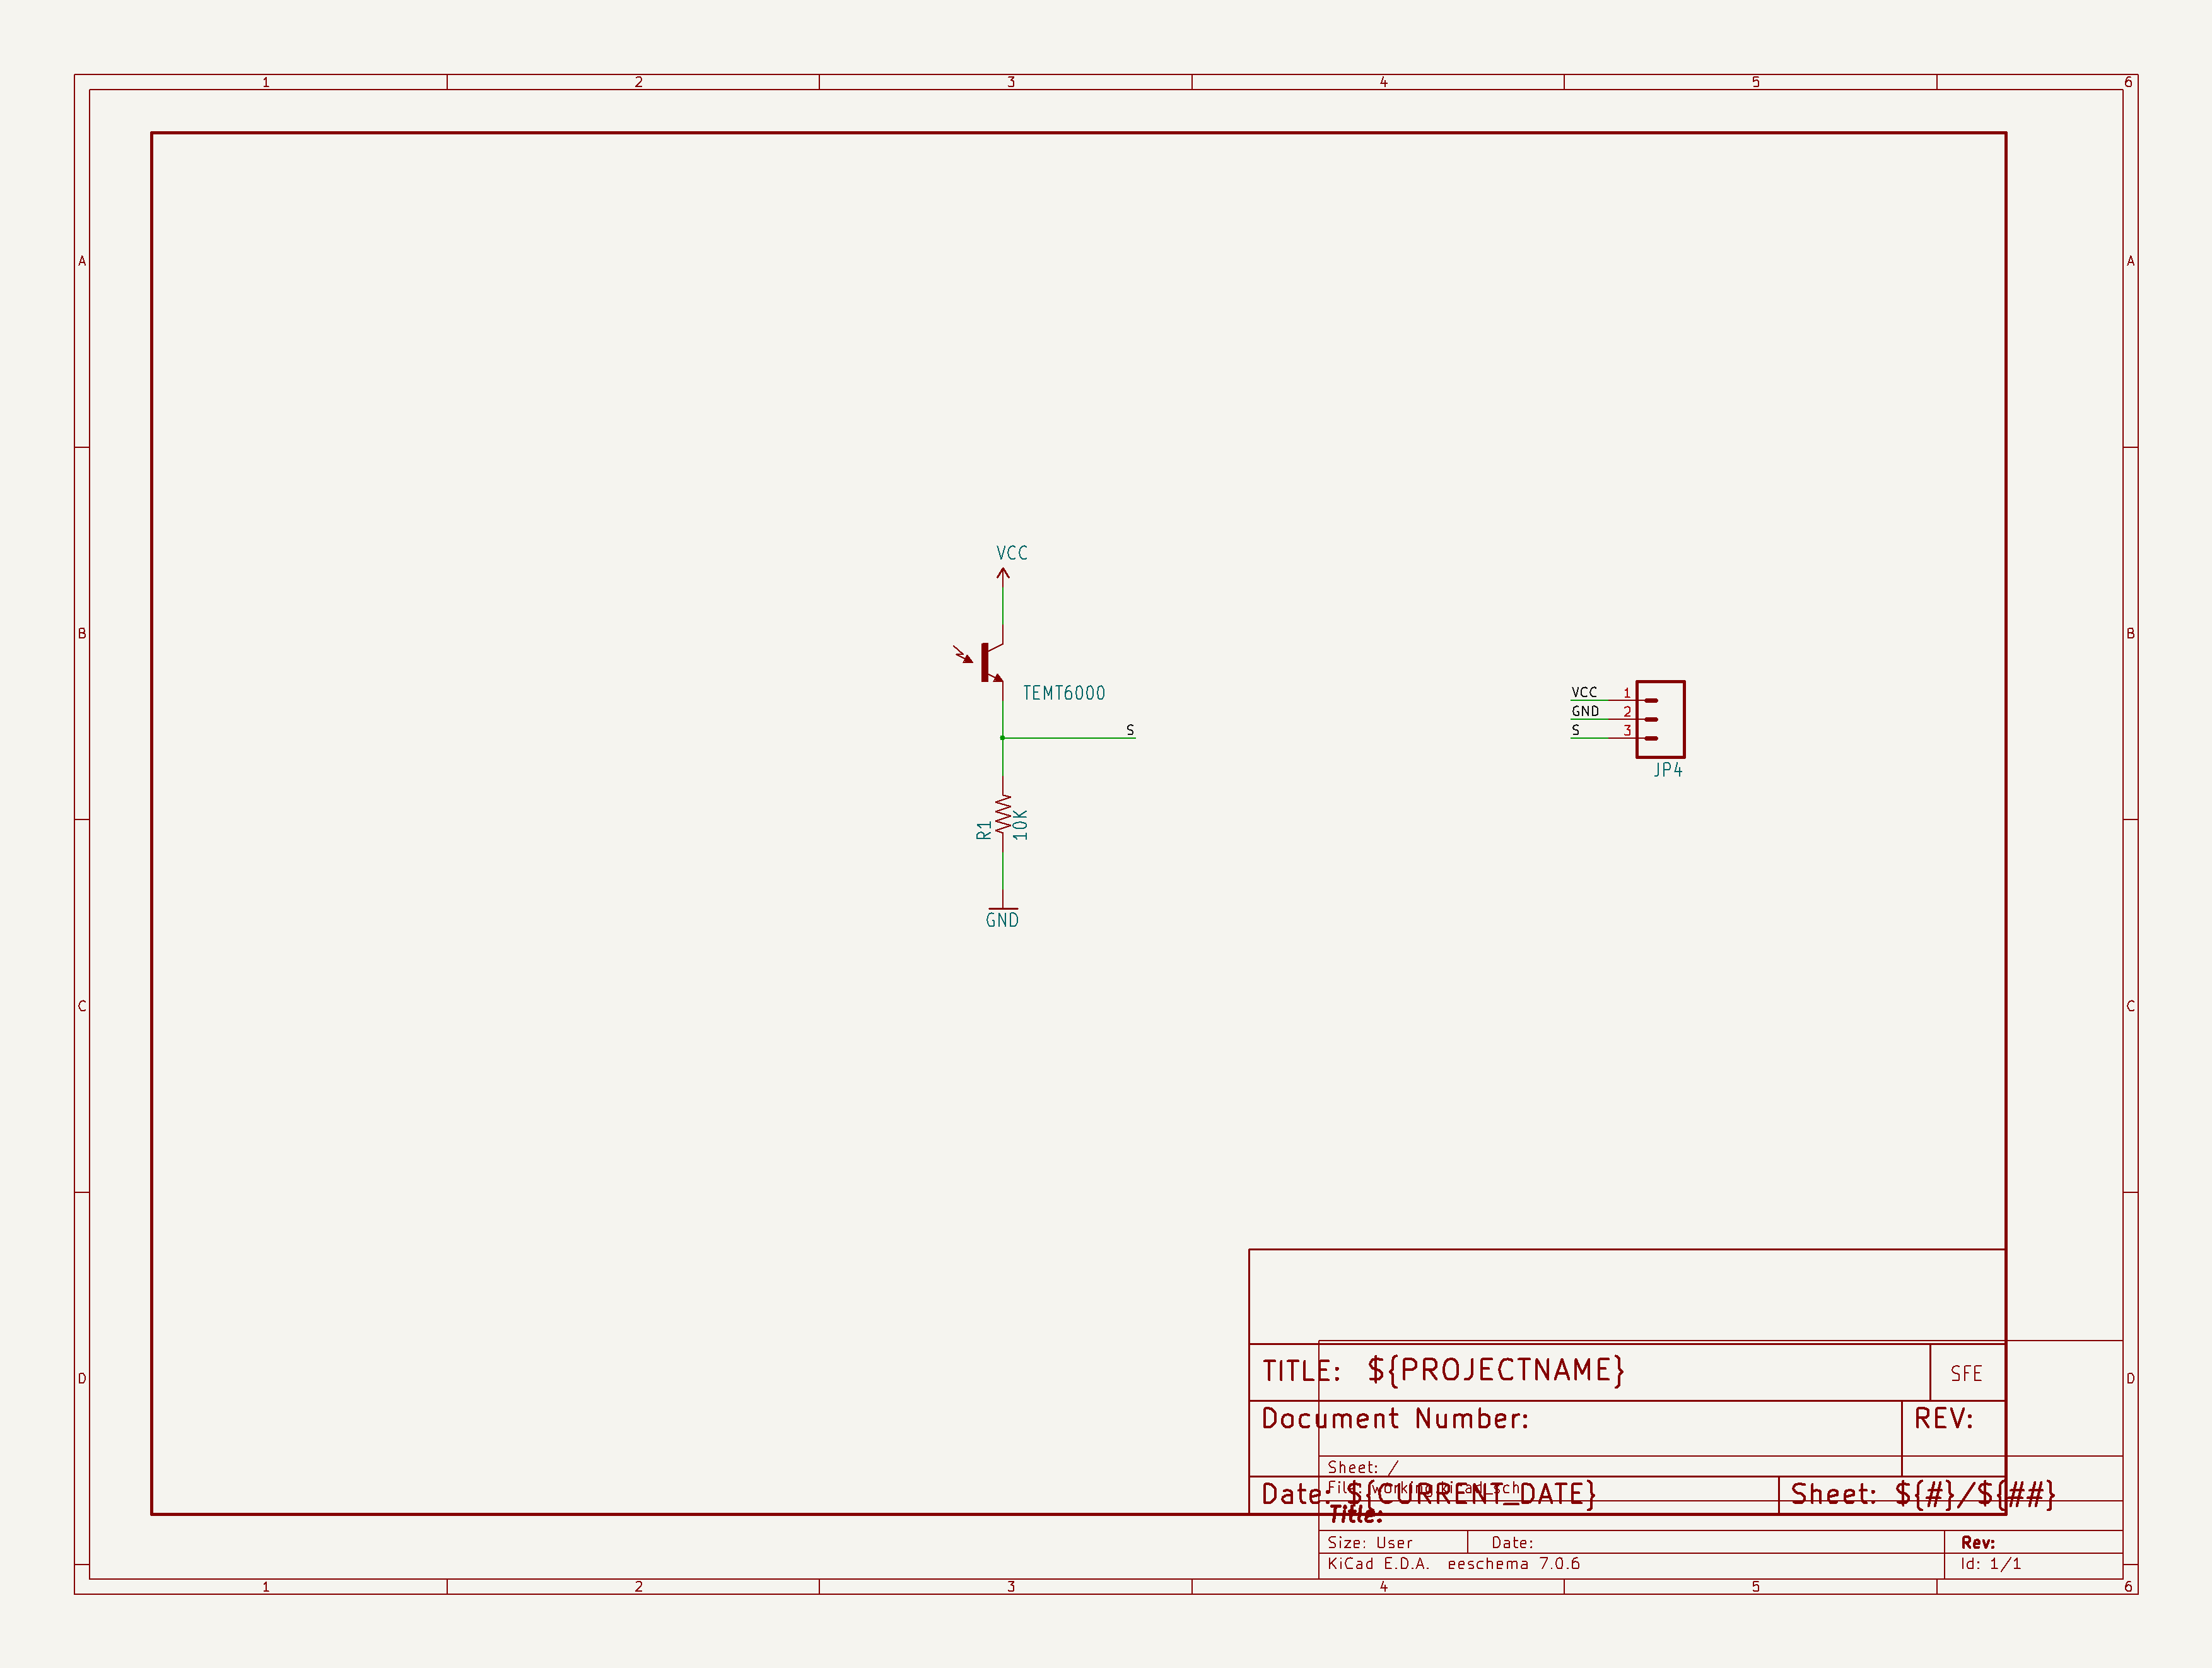 1 2 3 4 5 6
A A
VCC
B B
TEMT6000
VCC 1
GND 2
S S 3
JP4
R1 10K
GND
C C
TITLE: ${PROJECTNAME} SFE
D D
Document Number: REV:
Sheet: /
File: working.kicad_sch
Date: ${CURRENT_DATE} Sheet: ${#}/${##}
Title:
Size: User Date: Rev:
KiCad E.D.A. eeschema 7.0.6 Id: 1/1
1 2 3 4 5 6